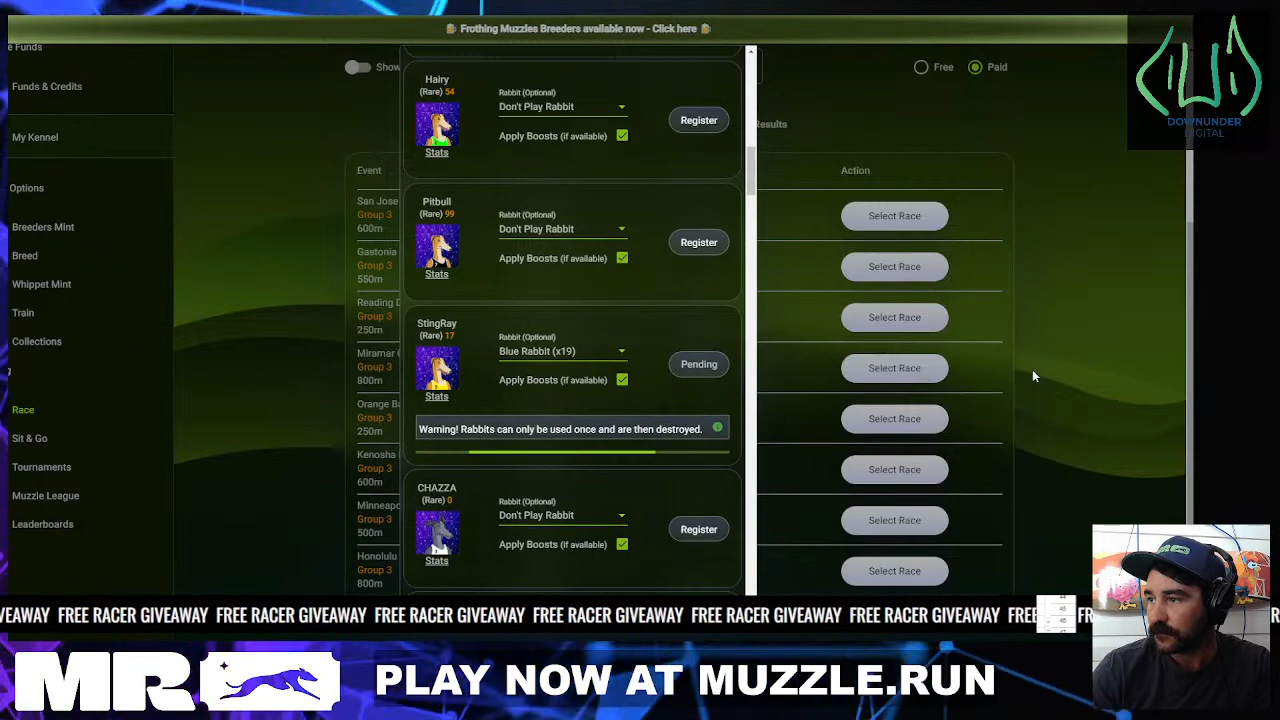 Frothing Muzzles Breeders available now - Click here
e Funds
Funds & Credits
My Kennel
Options
Breeders Mint
Breed
Whippet Mint
Train
Collections
Race
Sit & Go
Tournaments
Muzzle League
Leaderboards
Show
Free
Paid
Results
Event
Action
San Jose
Group 3
600m
Select Race
Gastonia
Group 3
550m
Select Race
Reading D
Group 3
250m
Select Race
Miramar
Group 3
800m
Select Race
Orange Ba
Group 3
250m
Select Race
Kenosha
Group 3
600m
Select Race
Minneap
Group 3
500m
Select Race
Honolulu
Group 3
800m
Select Race
Hairy
(Rare) 54
Stats
Rabbit (Optional)
Don't Play Rabbit
Apply Boosts (if available)
Register
Pitbull
(Rare) 99
Stats
Rabbit (Optional)
Don't Play Rabbit
Apply Boosts (if available)
Register
StingRay
(Rare) 17
Stats
Rabbit (Optional)
Blue Rabbit (x19)
Apply Boosts (if available)
Pending
Warning! Rabbits can only be used once and are then destroyed.
CHAZZA
(Rare) 0
Stats
Rabbit (Optional)
Don't Play Rabbit
Apply Boosts (if available)
Register
DOWNUNDER
DIGITAL
VEAWAY FREE RACER GIVEAWAY FREE RACER GIVEAWAY FREE RACER GIVEAWAY FREE RACER GIVEAWAY FREE RACER GIVEAWAY FREE RACER GIVEAWAY FREE
44
45
46
MR PLAY NOW AT MUZZLE.RUN